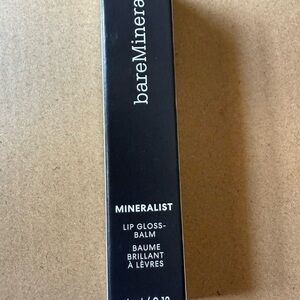 bareMinera
MINERALIST
LIP GLOSS-
BALM
BAUME
BRILLANT
À LÈVRES